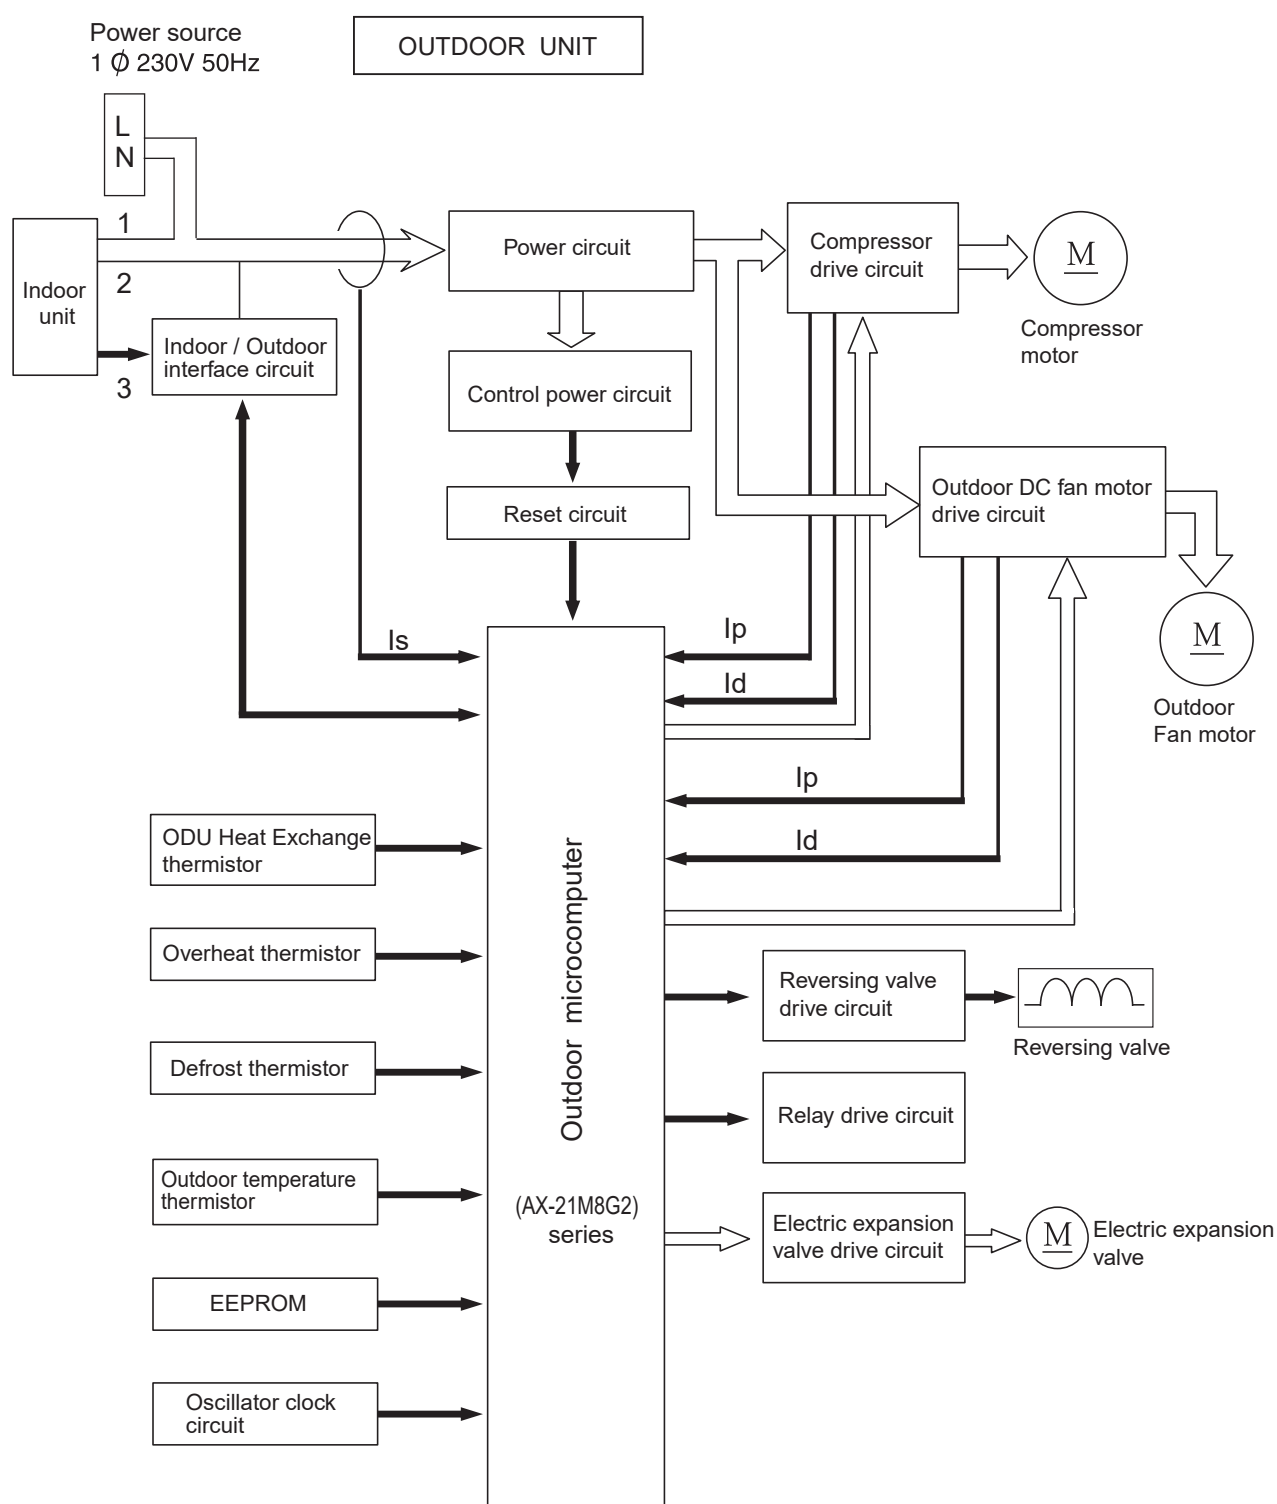 Power source
1 Ø 230V 50Hz
OUTDOOR UNIT
L
N
1
2
3
Indoor
unit
Indoor / Outdoor
interface circuit
Power circuit
Control power circuit
Reset circuit
Compressor
drive circuit
M
Compressor
motor
Outdoor DC fan motor
drive circuit
M
Outdoor
Fan motor
Is
Ip
Id
Ip
Id
ODU Heat Exchange
thermistor
Overheat thermistor
Defrost thermistor
Outdoor temperature
thermistor
EEPROM
Oscillator clock
circuit
Outdoor microcomputer
(AX-21M8G2)
series
Reversing valve
drive circuit
Reversing valve
Relay drive circuit
Electric expansion
valve drive circuit
M
Electric expansion
valve